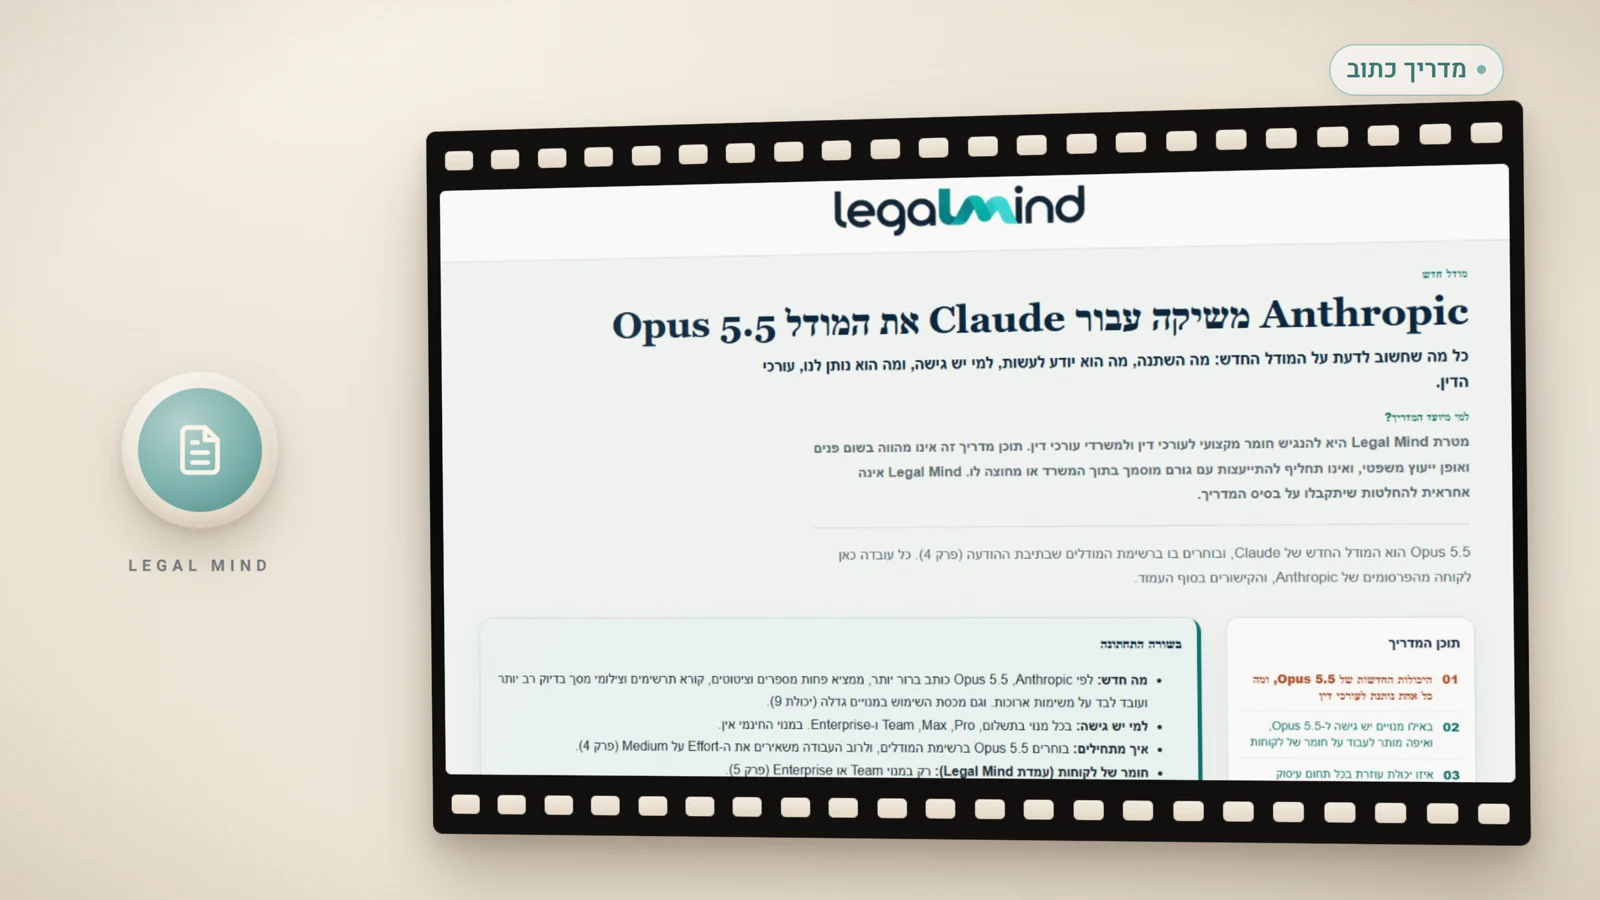 מדריך כתוב
legalmind
מודל חדש
Anthropic משיקה עבור Claude את המודל Opus 5.5
כל מה שחשוב לדעת על המודל החדש: מה השתנה, מה הוא יודע לעשות, למי יש גישה, ומה הוא נותן לנו, עורכי
הדין.
למי מיועד המדריך?
מטרת Legal Mind היא להנגיש חומר מקצועי לעורכי דין ולמשרדי עורכי דין. תוכן מדריך זה אינו מהווה בשום פנים
ואופן ייעוץ משפטי, ואינו תחליף להתייעצות עם גורם מוסמך בתוך המשרד או מחוצה לו. Legal Mind אינה
אחראית להחלטות שיתקבלו על בסיס המדריך.
Opus 5.5 הוא המודל החדש של Claude, ובוחרים בו ברשימת המודלים שבתיבת ההודעה (פרק 4). כל עובדה כאן
לקוחה מהפרסומים של Anthropic, והקישורים בסוף העמוד.
תוכן המדריך
01 היכולות החדשות של Opus 5.5, ומה
כל אחת נותנת לעורכי דין
02 באילו מנויים יש גישה ל-Opus 5.5,
ואיפה מותר לעבוד על חומר של לקוחות
03 איזו יכולת עוזרת בכל תחום עיסוק
בשורה התחתונה
• מה חדש: לפי Anthropic, Opus 5.5 כותב ברור יותר, ממציא פחות מספרים וציטוטים, קורא תרשימים וצילומי מסך בדיוק רב יותר
ועובד לבד על משימות ארוכות. וגם מכסת השימוש במנויים גדלה (יכולת 9).
• למי יש גישה: בכל מנוי בתשלום, Pro, Max, Team ו-Enterprise. במנוי החינמי אין.
• איך מתחילים: בוחרים Opus 5.5 ברשימת המודלים, ולרוב העבודה משאירים את ה-Effort על Medium (פרק 4).
• חומר של לקוחות (עמדת Legal Mind): רק במנוי Team או Enterprise (פרק 5).
LEGAL MIND